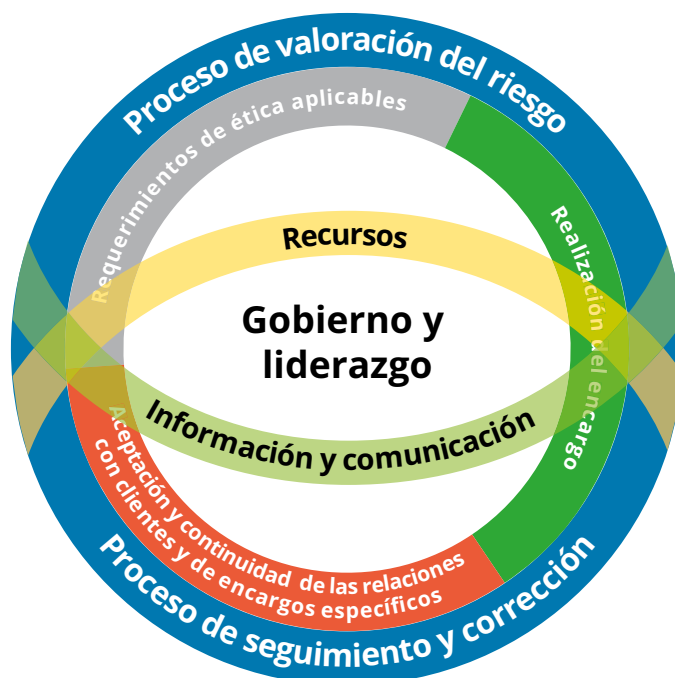 Proceso de valoración del riesgo
Requerimientos de ética aplicables
Realización del encargo
Recursos
Gobierno y
liderazgo
Información y comunicación
Aceptación y continuidad de las relaciones
con clientes y de encargos específicos
Proceso de seguimiento y corrección